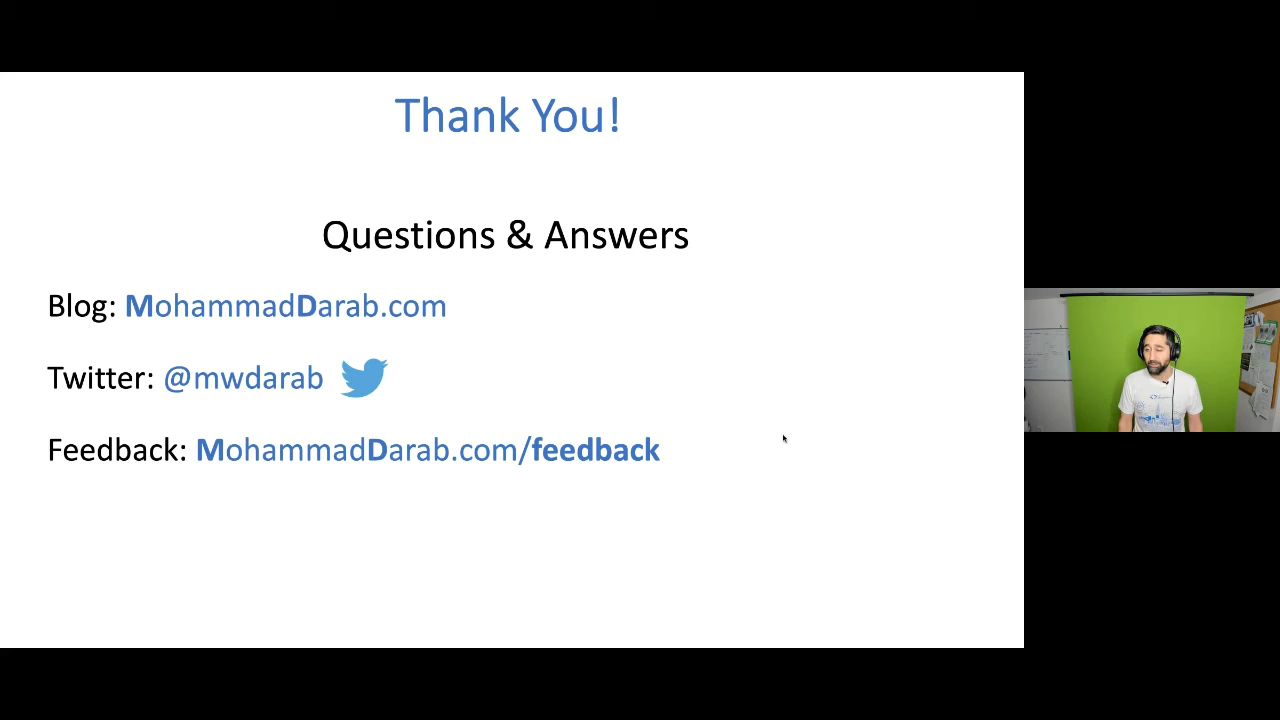 Thank You!
Questions & Answers
Blog: MohammadDarab.com
Twitter: @mwdarab
Feedback: MohammadDarab.com/feedback